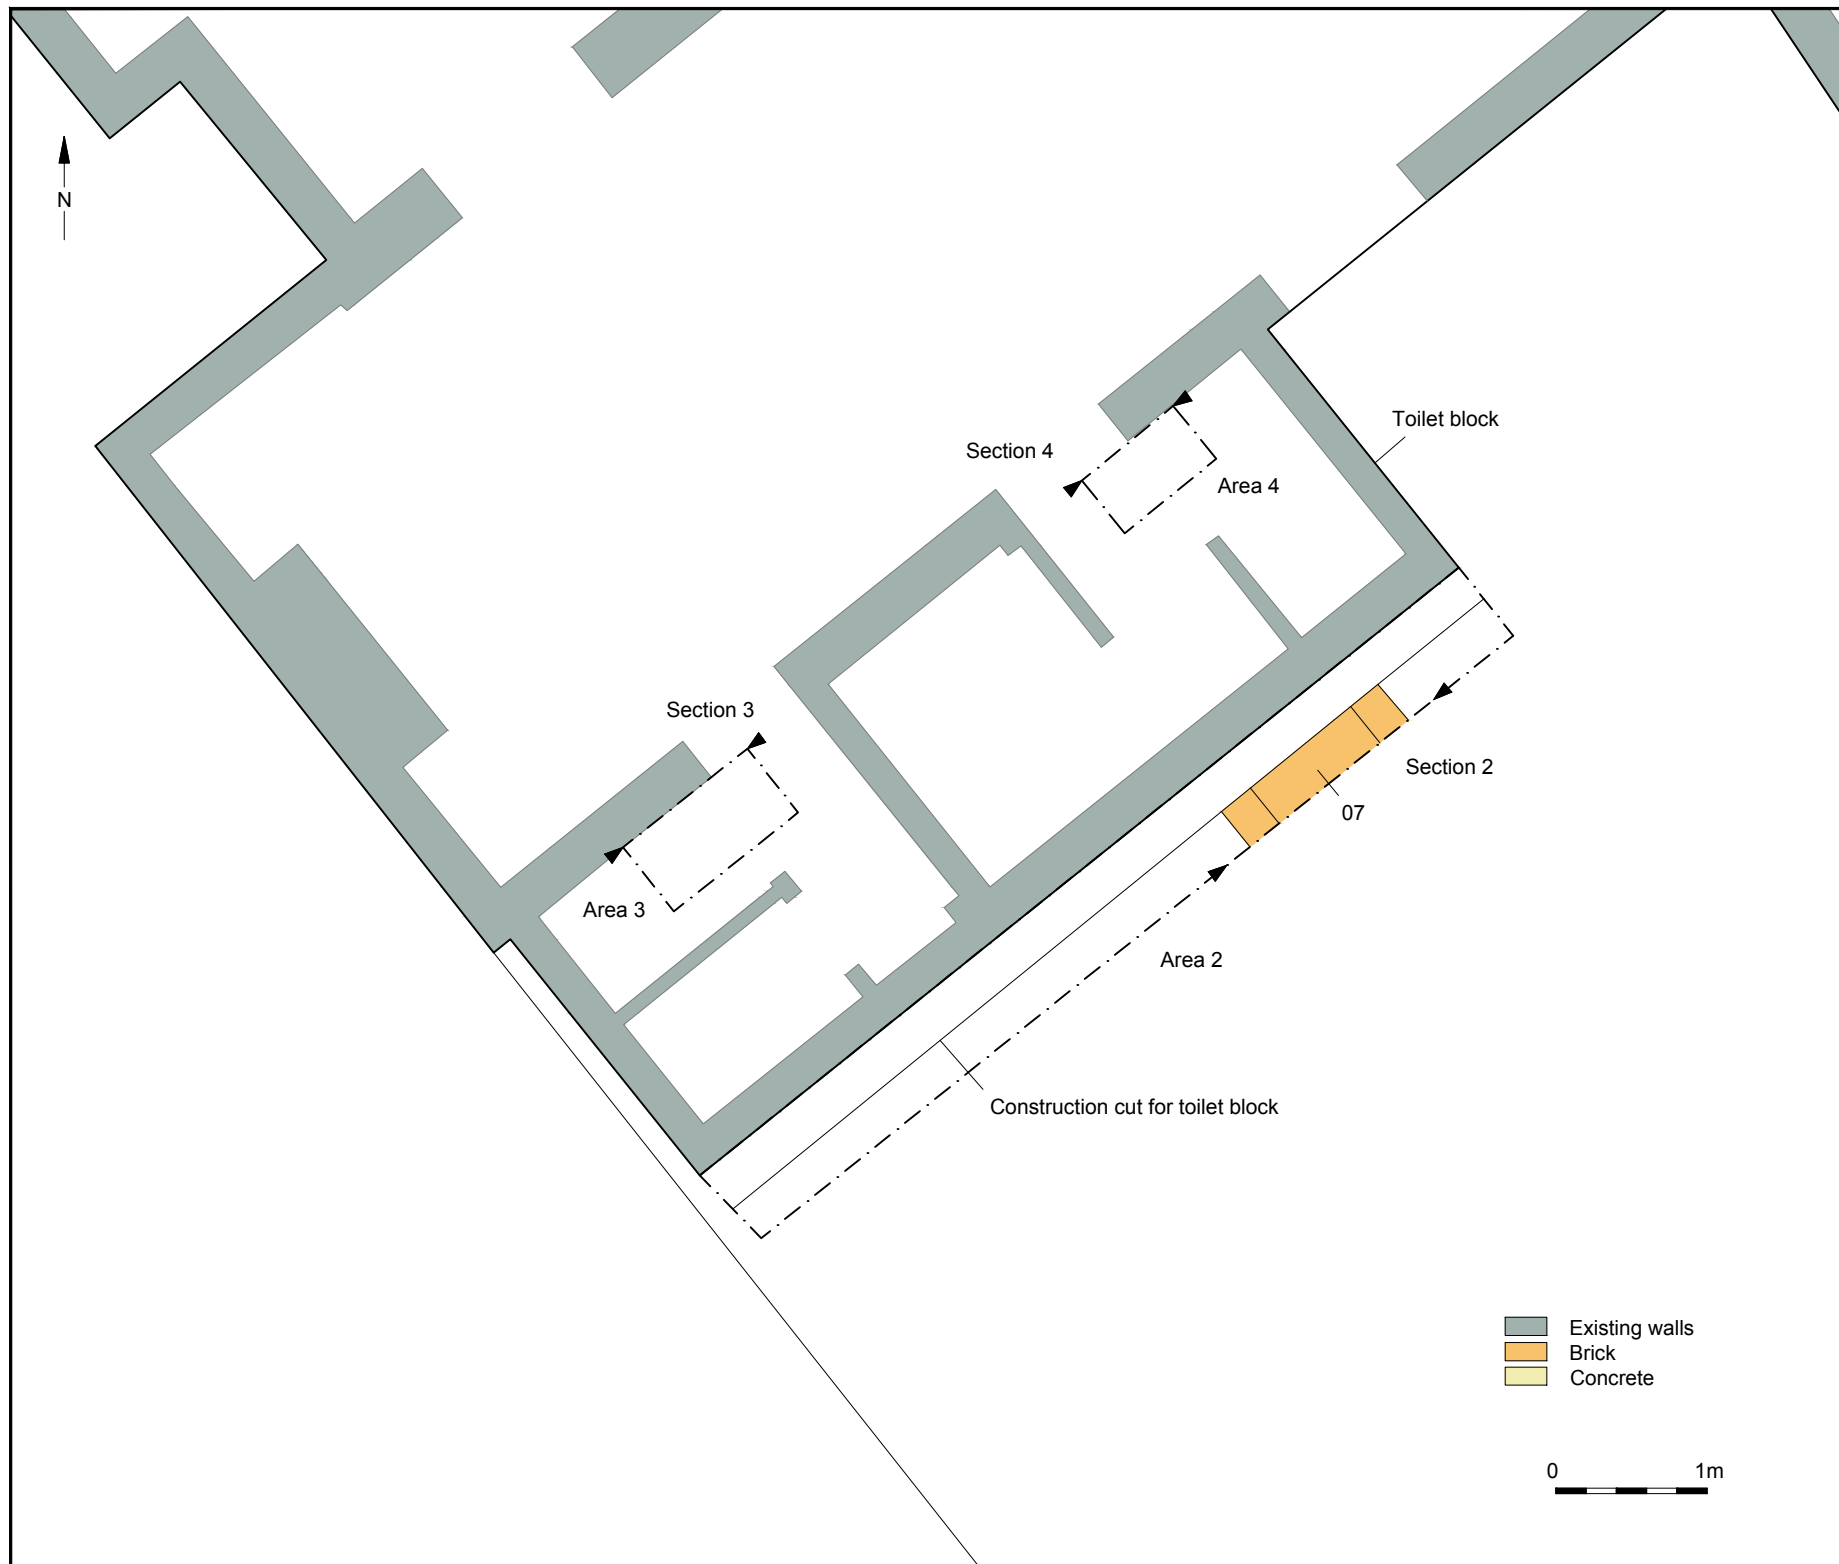 N
Toilet block
Section 4
Area 4
Section 3
Section 2
07
Area 3
Area 2
Construction cut for toilet block
Existing walls
Brick
Concrete
0 1m